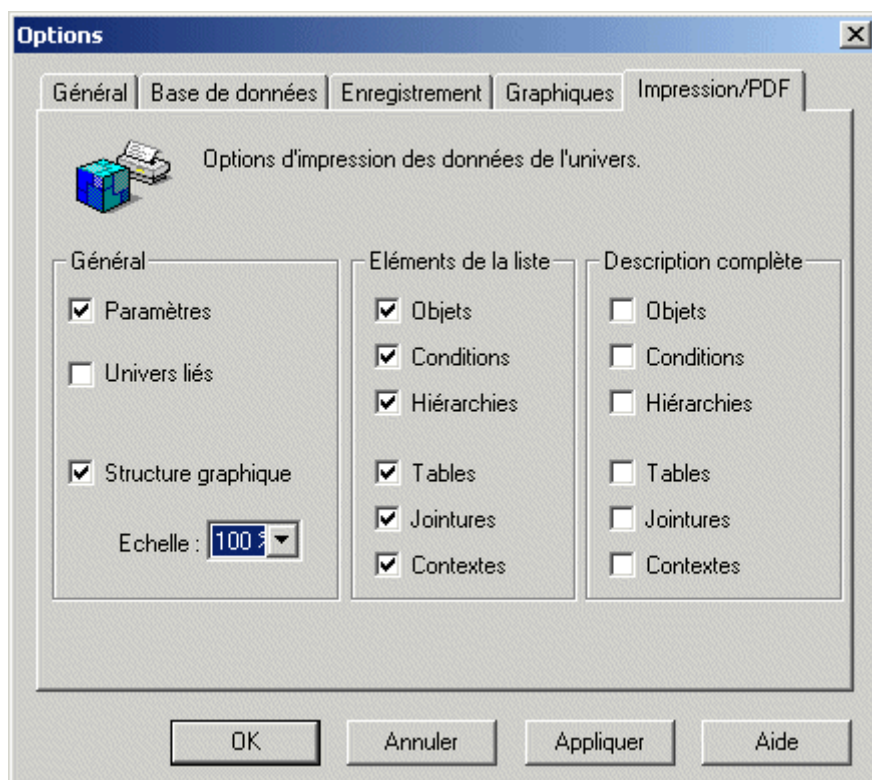 Options
Général
Base de données
Enregistrement
Graphiques
Impression/PDF
Options d'impression des données de l'univers.
Général
Paramètres
Univers liés
Structure graphique
Echelle : 100 %
Eléments de la liste
Objets
Conditions
Hiérarchies
Tables
Jointures
Contextes
Description complète
Objets
Conditions
Hiérarchies
Tables
Jointures
Contextes
OK
Annuler
Appliquer
Aide